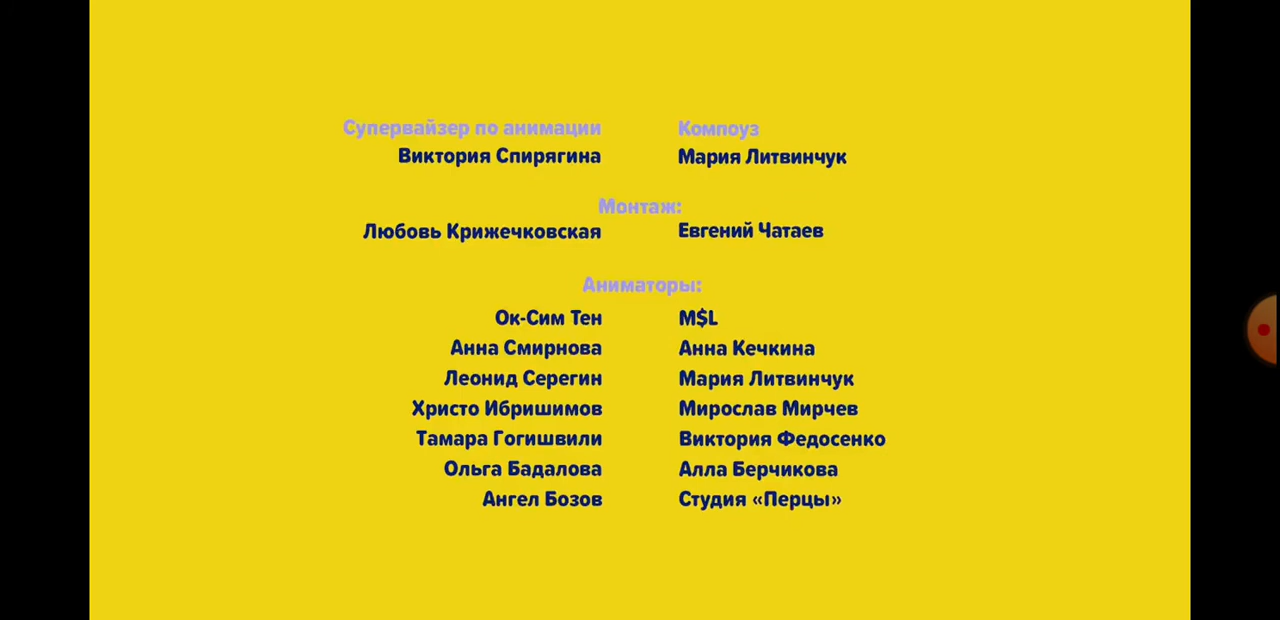 Супервайзер по анимации Компоуз
Виктория Спирягина Мария Литвинчук
Монтаж:
Любовь Крижечковская Евгений Чатаев
Аниматоры:
Ок-Сим Тен M$L
Анна Смирнова Анна Кечкина
Леонид Серегин Мария Литвинчук
Христо Ибришимов Мирослав Мирчев
Тамара Гогишвили Виктория Федосенко
Ольга Бадалова Алла Берчикова
Ангел Бозов Студия «Перцы»